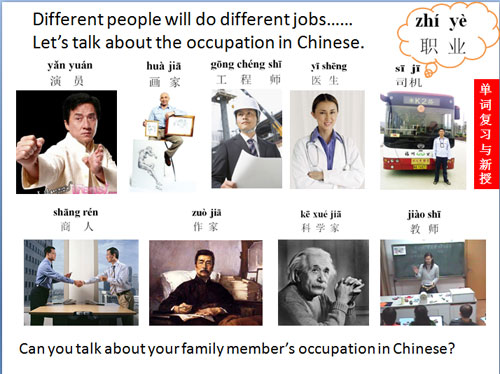 Different people will do different jobs……
Let's talk about the occupation in Chinese.
zhí yè
职业
yǎn yuán
演员
huà jiā
画家
gōng chéng shī
工程师
yī shēng
医生
sī jī
司机
单词复习与新授
shāng rén
商人
zuò jiā
作家
kē xué jiā
科学家
jiào shī
教师
Can you talk about your family member's occupation in Chinese?